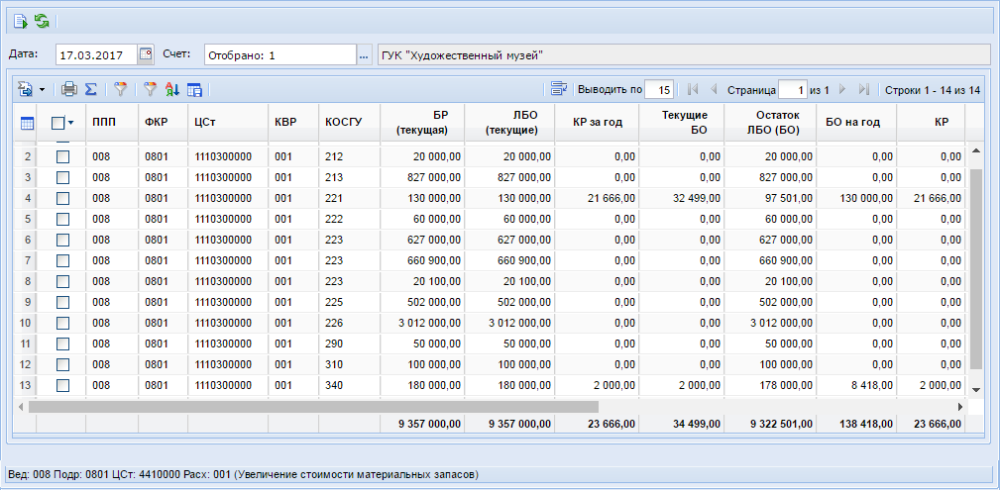 Дата: 17.03.2017 Счет: Отобрано: 1 ... ГУК "Художественный музей"
Выводить по 15 Страница 1 из 1 Строки 1 - 14 из 14
ППП ФКР ЦСт КВР КОСГУ БР (текущая) ЛБО (текущие) КР за год Текущие БО Остаток ЛБО (БО) БО на год КР
2 008 0801 1110300000 001 212 20 000,00 20 000,00 0,00 0,00 20 000,00 0,00 0,00
3 008 0801 1110300000 001 213 827 000,00 827 000,00 0,00 0,00 827 000,00 0,00 0,00
4 008 0801 1110300000 001 221 130 000,00 130 000,00 21 666,00 32 499,00 97 501,00 130 000,00 21 666,00
5 008 0801 1110300000 001 222 60 000,00 60 000,00 0,00 0,00 60 000,00 0,00 0,00
6 008 0801 1110300000 001 223 627 000,00 627 000,00 0,00 0,00 627 000,00 0,00 0,00
7 008 0801 1110300000 001 223 660 900,00 660 900,00 0,00 0,00 660 900,00 0,00 0,00
8 008 0801 1110300000 001 223 20 100,00 20 100,00 0,00 0,00 20 100,00 0,00 0,00
9 008 0801 1110300000 001 225 502 000,00 502 000,00 0,00 0,00 502 000,00 0,00 0,00
10 008 0801 1110300000 001 226 3 012 000,00 3 012 000,00 0,00 0,00 3 012 000,00 0,00 0,00
11 008 0801 1110300000 001 290 50 000,00 50 000,00 0,00 0,00 50 000,00 0,00 0,00
12 008 0801 1110300000 001 310 100 000,00 100 000,00 0,00 0,00 100 000,00 0,00 0,00
13 008 0801 1110300000 001 340 180 000,00 180 000,00 2 000,00 2 000,00 178 000,00 8 418,00 2 000,00
9 357 000,00 9 357 000,00 23 666,00 34 499,00 9 322 501,00 138 418,00 23 666,00
Вед: 008 Подр: 0801 ЦСт: 4410000 Расх: 001 (Увеличение стоимости материальных запасов)